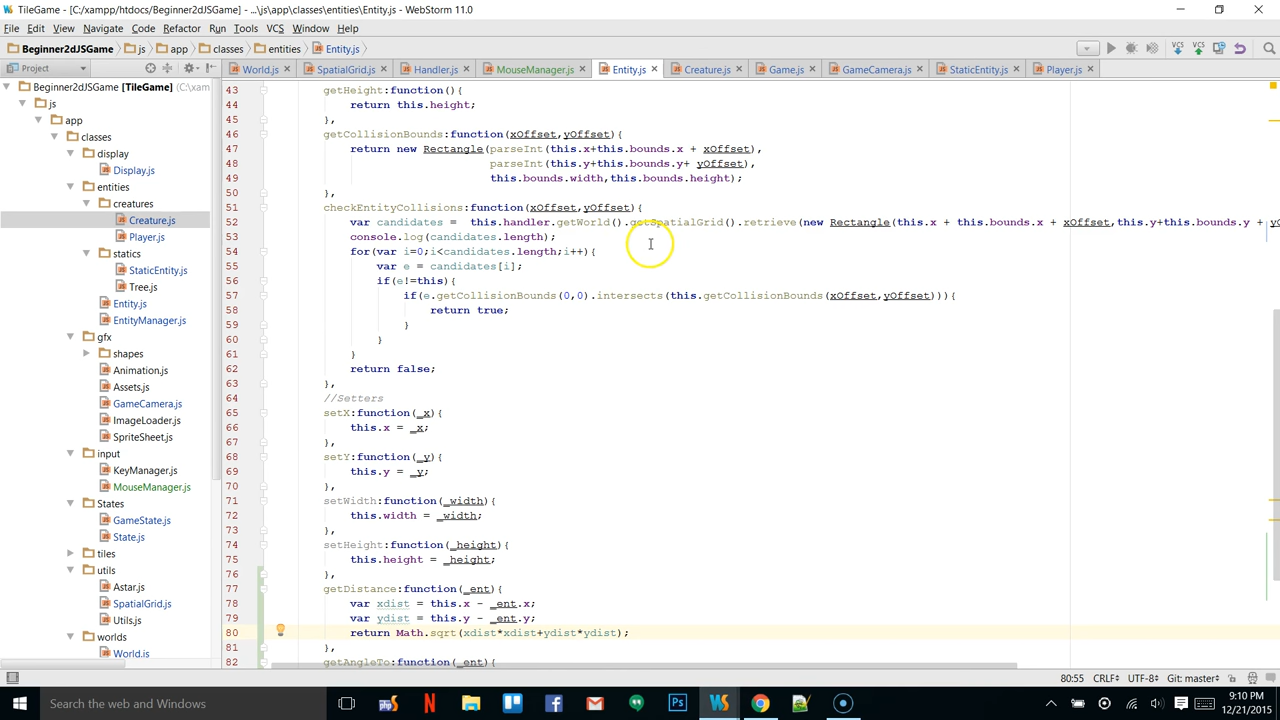 TileGame - [C:/xampp/htdocs/Beginner2dJSGame] - ...\js\app\classes\entities\Entity.js - WebStorm 11.0
File Edit View Navigate Code Refactor Run Tools VCS Window Help
Beginner2dJSGame js app classes entities Entity.js
VCS VCS
Project World.js SpatialGrid.js Handler.js MouseManager.js Entity.js Creature.js Game.js GameCamera.js StaticEntity.js Player.js
Beginner2dJSGame [TileGame] (C:\xam
js
app
classes
display
Display.js
entities
creatures
Creature.js
Player.js
statics
StaticEntity.js
Tree.js
Entity.js
EntityManager.js
gfx
shapes
Animation.js
Assets.js
GameCamera.js
ImageLoader.js
SpriteSheet.js
input
KeyManager.js
MouseManager.js
States
GameState.js
State.js
tiles
utils
Astar.js
SpatialGrid.js
Utils.js
worlds
World.js
43 getHeight:function(){
44 return this.height;
45 },
46 getCollisionBounds:function(xOffset,yOffset){
47 return new Rectangle(parseInt(this.x+this.bounds.x + xOffset),
48 parseInt(this.y+this.bounds.y+ yOffset),
49 this.bounds.width,this.bounds.height);
50 },
51 checkEntityCollisions:function(xOffset,yOffset){
52 var candidates = this.handler.getWorld().getSpatialGrid().retrieve(new Rectangle(this.x + this.bounds.x + xOffset,this.y+this.bounds.y + yO
53 console.log(candidates.length);
54 for(var i=0;i<candidates.length;i++){
55 var e = candidates[i];
56 if(e!=this){
57 if(e.getCollisionBounds(0,0).intersects(this.getCollisionBounds(xOffset,yOffset))){
58 return true;
59 }
60 }
61 }
62 return false;
63 },
64 //Setters
65 setX:function(_x){
66 this.x = _x;
67 },
68 setY:function(_y){
69 this.y = _y;
70 },
71 setWidth:function(_width){
72 this.width = _width;
73 },
74 setHeight:function(_height){
75 this.height = _height;
76 },
77 getDistance:function(_ent){
78 var xdist = this.x - _ent.x;
79 var ydist = this.y - _ent.y;
80 return Math.sqrt(xdist*xdist+ydist*ydist);
81 },
82 getAngleTo:function(_ent){
80:55 CRLF÷ UTF-8÷ Git: master÷
Search the web and Windows
9:10 PM
12/21/2015